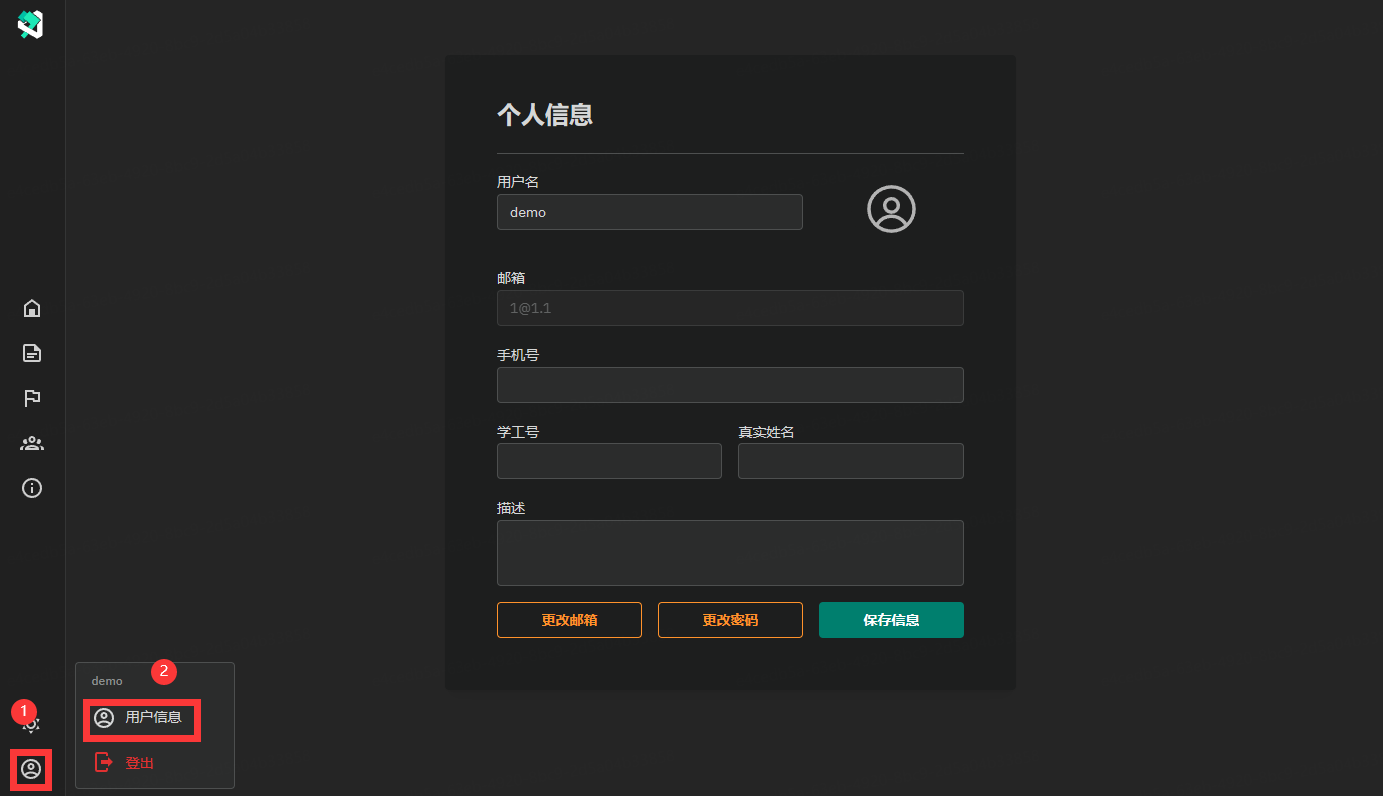 个人信息
用户名
demo
邮箱
1@1.1
手机号
学工号
真实姓名
描述
更改邮箱
更改密码
保存信息
demo
2
用户信息
1
登出